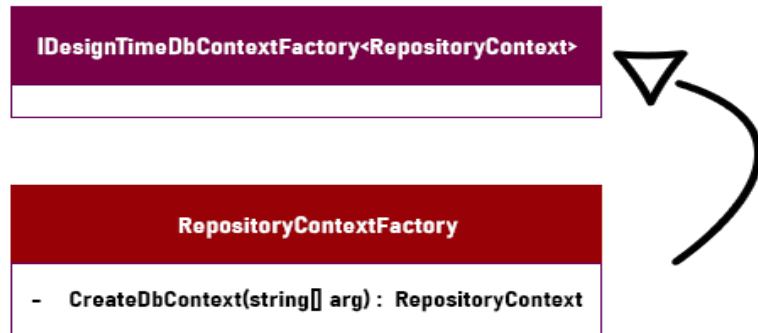 IDesignTimeDbContextFactory<RepositoryContext>
RepositoryContextFactory
- CreateDbContext(string[] arg) : RepositoryContext